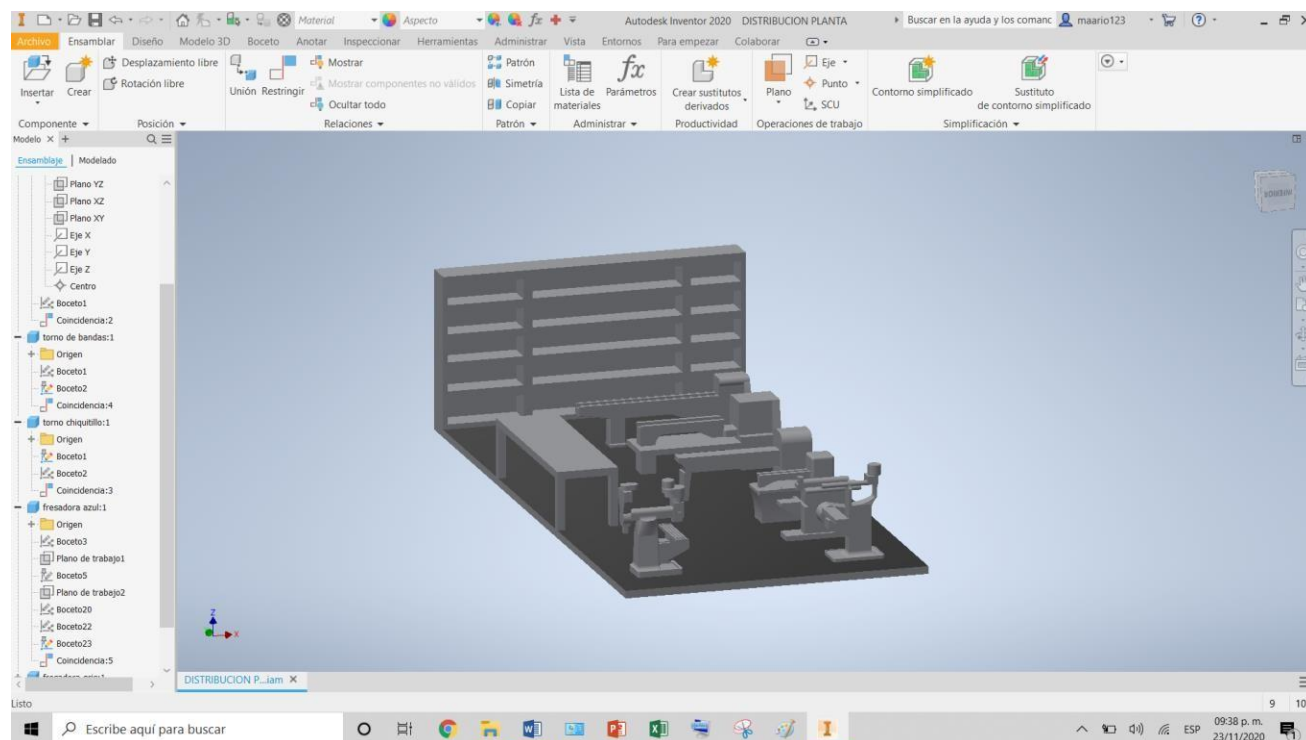 Material
Aspecto
Autodesk Inventor 2020 DISTRIBUCION PLANTA
Buscar en la ayuda y los comanc
maario123
Archivo Ensamblar Diseño Modelo 3D Boceto Anotar Inspeccionar Herramientas Administrar Vista Entornos Para empezar Colaborar
Insertar
Crear
Desplazamiento libre
Rotación libre
Unión
Restringir
Mostrar
Mostrar componentes no válidos
Ocultar todo
Patrón
Simetría
Copiar
Lista de
materiales
fx
Parámetros
Crear sustitutos
derivados
Plano
Eje
Punto
SCU
Contorno simplificado
Sustituto
de contorno simplificado
Componente Posición Relaciones Patrón Administrar Productividad Operaciones de trabajo Simplificación
Modelo × +
Ensamblaje | Modelado
Plano YZ
Plano XZ
Plano XY
Eje X
Eje Y
Eje Z
Centro
Boceto1
Coincidencia:2
torno de bandas:1
Origen
Boceto1
Boceto2
Coincidencia:4
torno chiquitillo:1
Origen
Boceto1
Boceto2
Coincidencia:3
fresadora azul:1
Origen
Boceto3
Plano de trabajo1
Boceto5
Plano de trabajo2
Boceto20
Boceto22
Boceto23
Coincidencia:5
Z
X
DISTRIBUCION P...iam ×
Listo
9 10
Escribe aquí para buscar
ESP
09:38 p. m.
23/11/2020